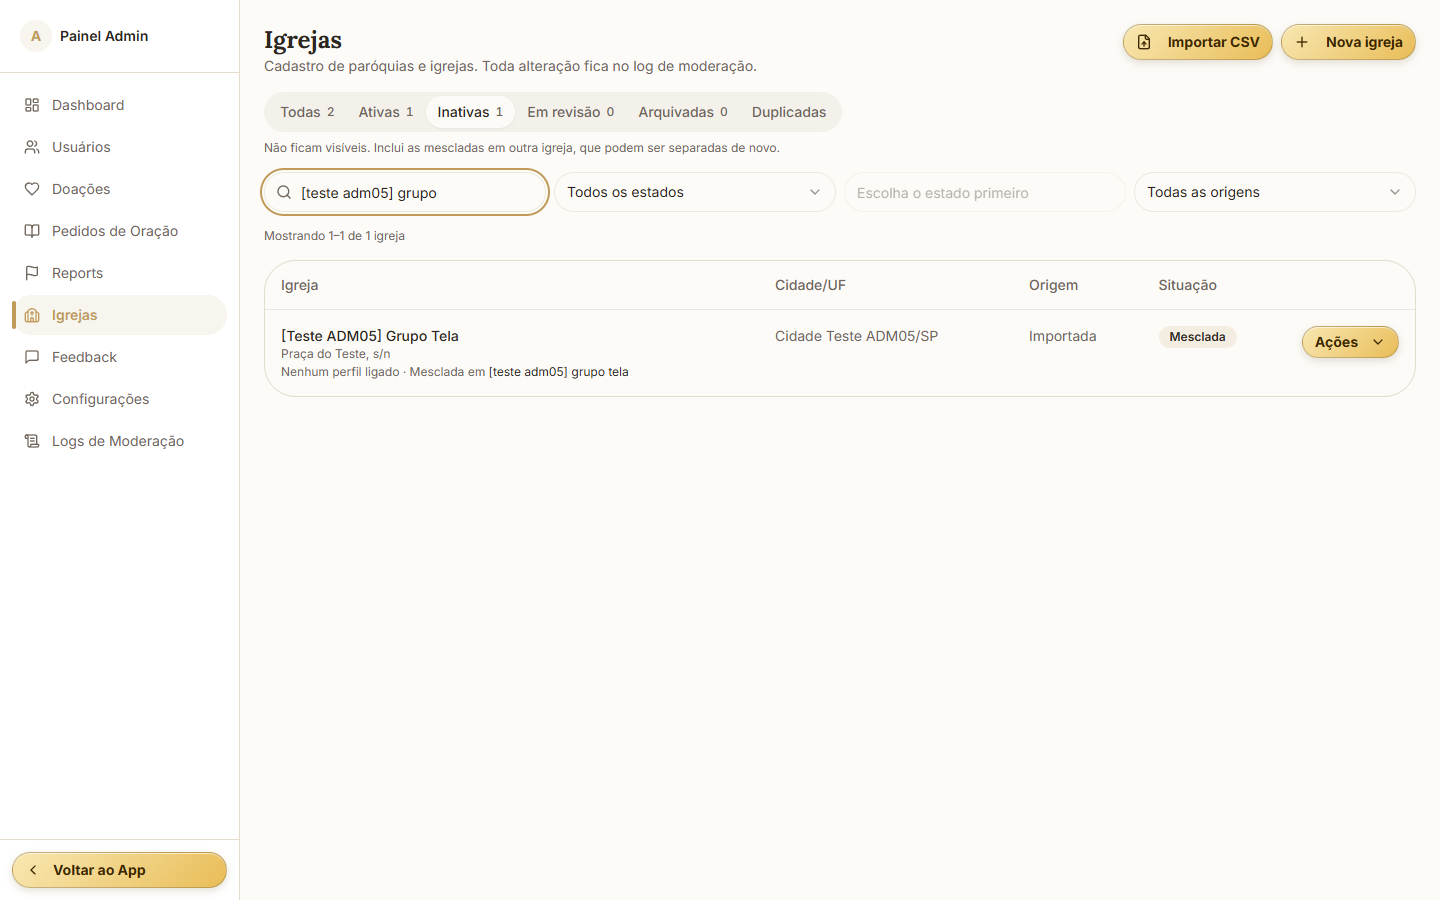 A Painel Admin
Dashboard
Usuários
Doações
Pedidos de Oração
Reports
Igrejas
Feedback
Configurações
Logs de Moderação
Voltar ao App
Igrejas
Cadastro de paróquias e igrejas. Toda alteração fica no log de moderação.
Importar CSV
Nova igreja
Todas 2 Ativas 1 Inativas 1 Em revisão 0 Arquivadas 0 Duplicadas
Não ficam visíveis. Inclui as mescladas em outra igreja, que podem ser separadas de novo.
[teste adm05] grupo Todos os estados Escolha o estado primeiro Todas as origens
Mostrando 1–1 de 1 igreja
Igreja Cidade/UF Origem Situação
[Teste ADM05] Grupo Tela Cidade Teste ADM05/SP Importada Mesclada Ações
Praça do Teste, s/n
Nenhum perfil ligado · Mesclada em [teste adm05] grupo tela